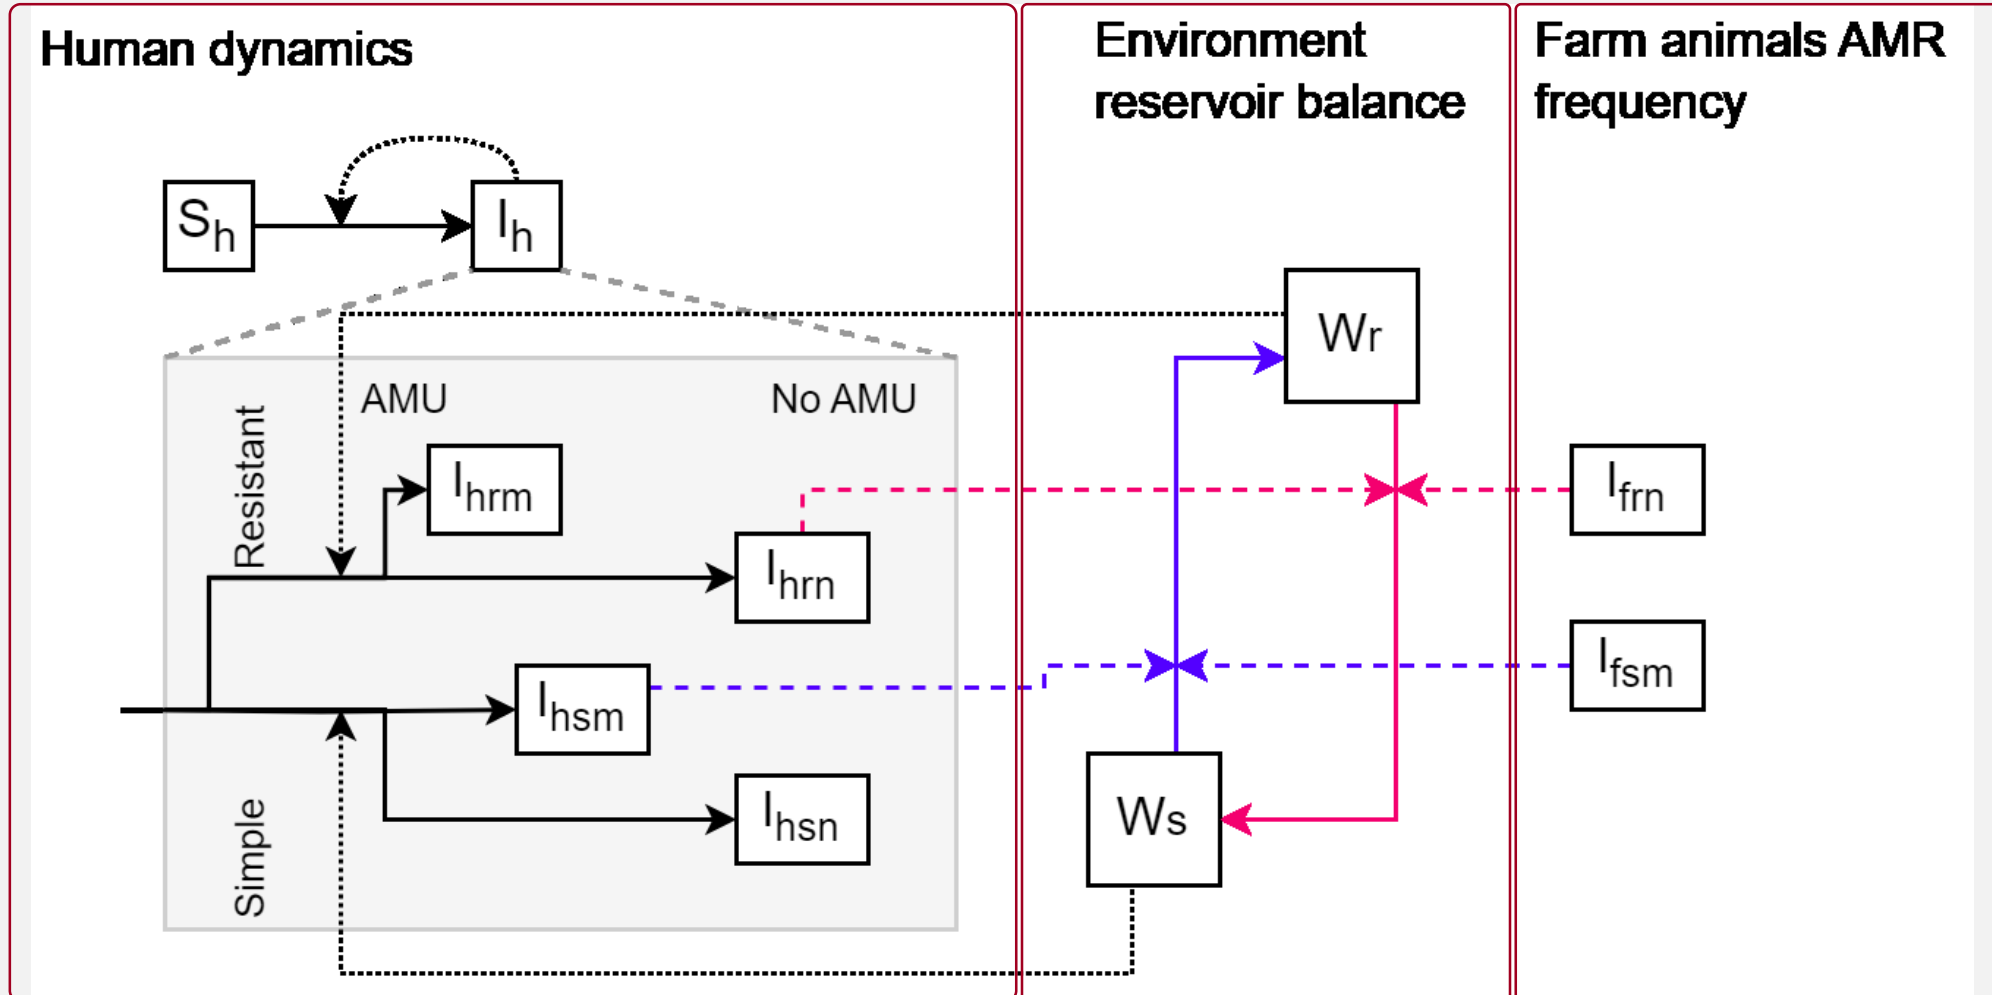 Human dynamics
Environment
reservoir balance
Farm animals AMR
frequency
Sh
Ih
Wr
AMU
No AMU
Resistant
Ihrm
Ifrn
Ihrn
Ifsm
Ihsm
Ws
Simple
Ihsn